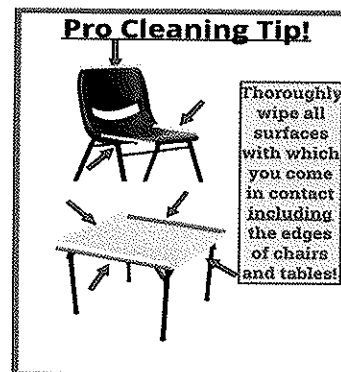 Pro Cleaning Tip!
Thoroughly
wipe all
surfaces
with which
you come
in contact
including
the edges
of chairs
and tables!